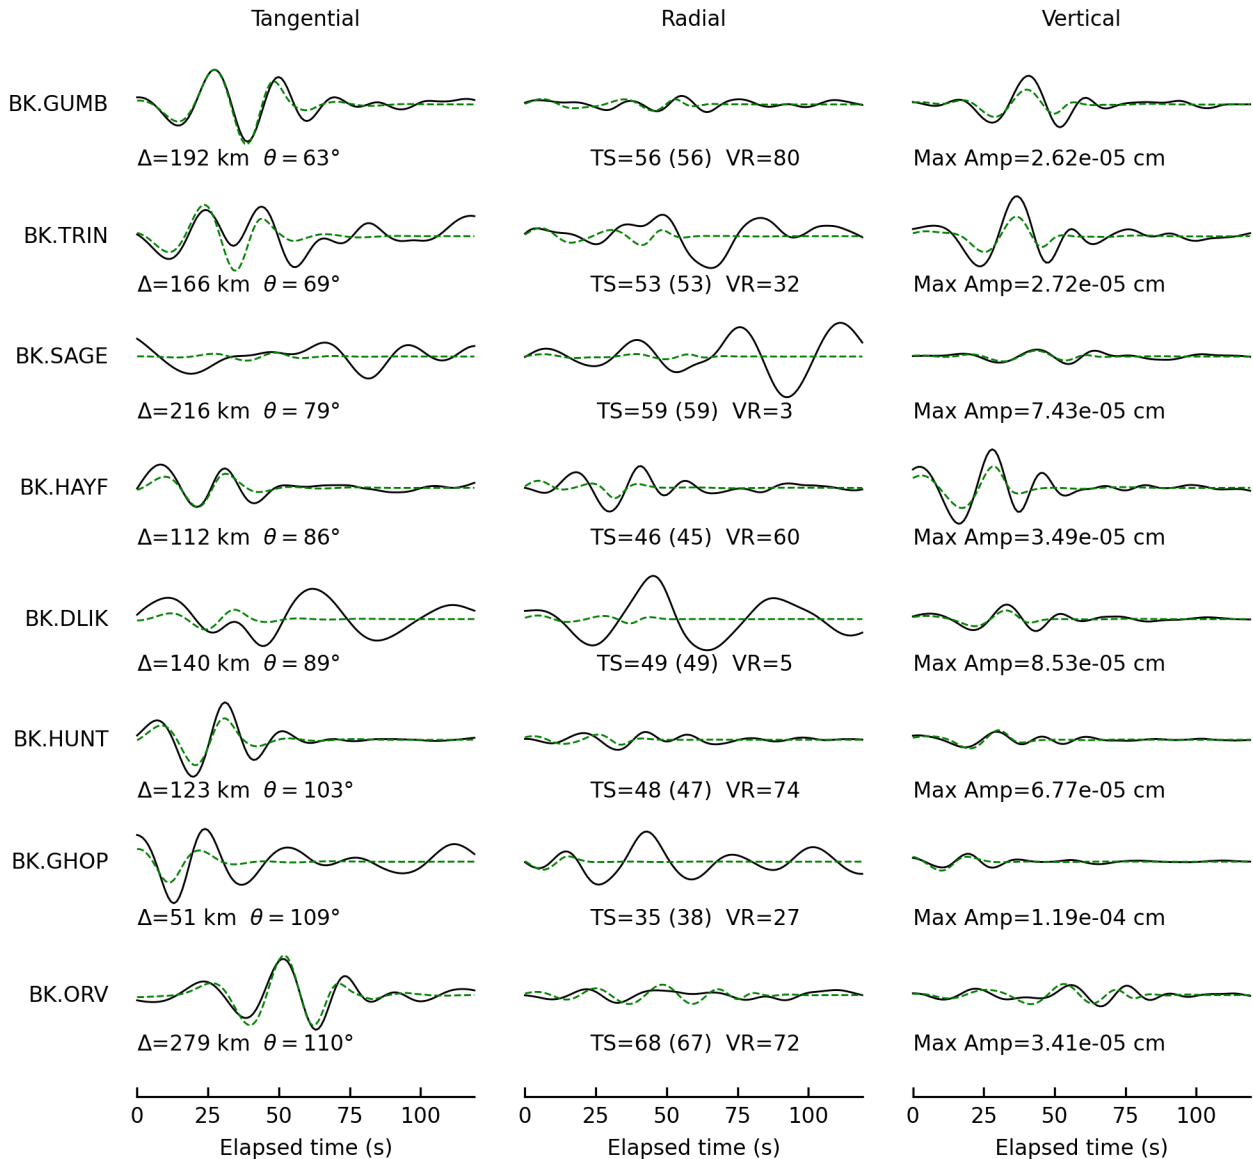 Tangential Radial Vertical
BK.GUMB
Δ=192 km θ = 63° TS=56 (56) VR=80 Max Amp=2.62e-05 cm
BK.TRIN
Δ=166 km θ = 69° TS=53 (53) VR=32 Max Amp=2.72e-05 cm
BK.SAGE
Δ=216 km θ = 79° TS=59 (59) VR=3 Max Amp=7.43e-05 cm
BK.HAYF
Δ=112 km θ = 86° TS=46 (45) VR=60 Max Amp=3.49e-05 cm
BK.DLIK
Δ=140 km θ = 89° TS=49 (49) VR=5 Max Amp=8.53e-05 cm
BK.HUNT
Δ=123 km θ = 103° TS=48 (47) VR=74 Max Amp=6.77e-05 cm
BK.GHOP
Δ=51 km θ = 109° TS=35 (38) VR=27 Max Amp=1.19e-04 cm
BK.ORV
Δ=279 km θ = 110° TS=68 (67) VR=72 Max Amp=3.41e-05 cm
0 25 50 75 100 0 25 50 75 100 0 25 50 75 100
Elapsed time (s) Elapsed time (s) Elapsed time (s)